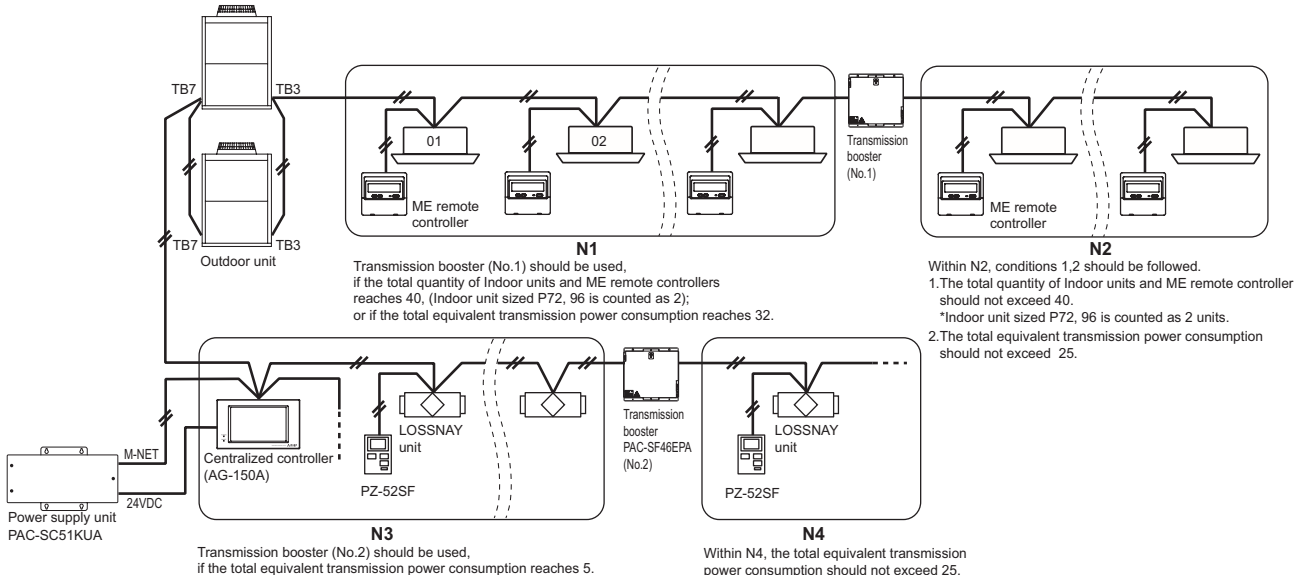 TB7
TB3
01
02
Transmission
booster
(No.1)
ME remote
controller
ME remote
controller
TB7
TB3
Outdoor unit
N1
Transmission booster (No.1) should be used,
if the total quantity of Indoor units and ME remote controllers
reaches 40, (Indoor unit sized P72, 96 is counted as 2);
or if the total equivalent transmission power consumption reaches 32.
N2
Within N2, conditions 1,2 should be followed.
1.The total quantity of Indoor units and ME remote controller
should not exceed 40.
*Indoor unit sized P72, 96 is counted as 2 units.
2.The total equivalent transmission power consumption
should not exceed 25.
M-NET
24VDC
Power supply unit
PAC-SC51KUA
Centralized controller
(AG-150A)
LOSSNAY
unit
PZ-52SF
Transmission
booster
PAC-SF46EPA
(No.2)
LOSSNAY
unit
PZ-52SF
N3
Transmission booster (No.2) should be used,
if the total equivalent transmission power consumption reaches 5.
N4
Within N4, the total equivalent transmission
power consumption should not exceed 25.